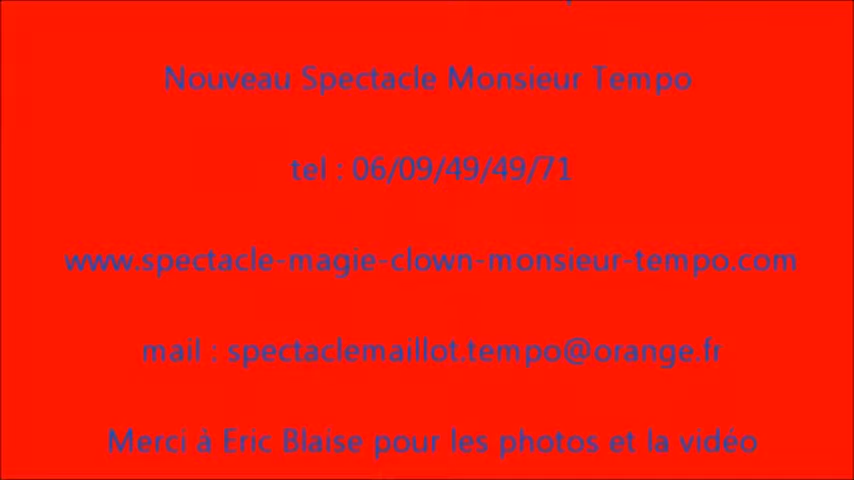 Nouveau Spectacle Monsieur Tempo
tel : 06/09/49/49/71
www.spectacle-magie-clown-monsieur-tempo.com
mail : spectaclemaillot.tempo@orange.fr
Merci à Eric Blaise pour les photos et la vidéo